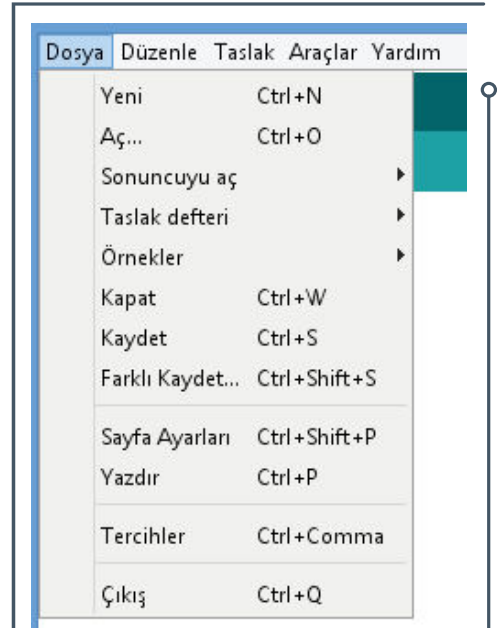 Dosya Düzenle Taslak Araçlar Yardım
Yeni Ctrl+N
Aç... Ctrl+O
Sonuncuyu aç
Taslak defteri
Örnekler
Kapat Ctrl+W
Kaydet Ctrl+S
Farklı Kaydet... Ctrl+Shift+S
Sayfa Ayarları Ctrl+Shift+P
Yazdır Ctrl+P
Tercihler Ctrl+Comma
Çıkış Ctrl+Q